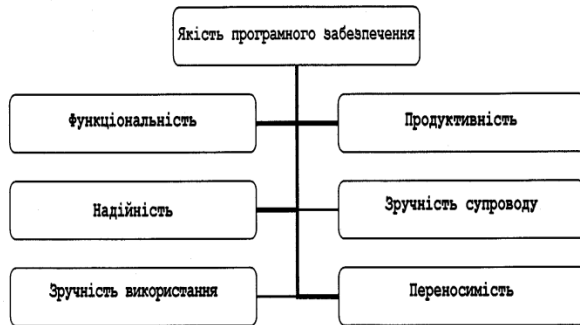 Якість програмного забезпечення
Функціональність
Продуктивність
Надійність
Зручність супроводу
Зручність використання
Переносимість